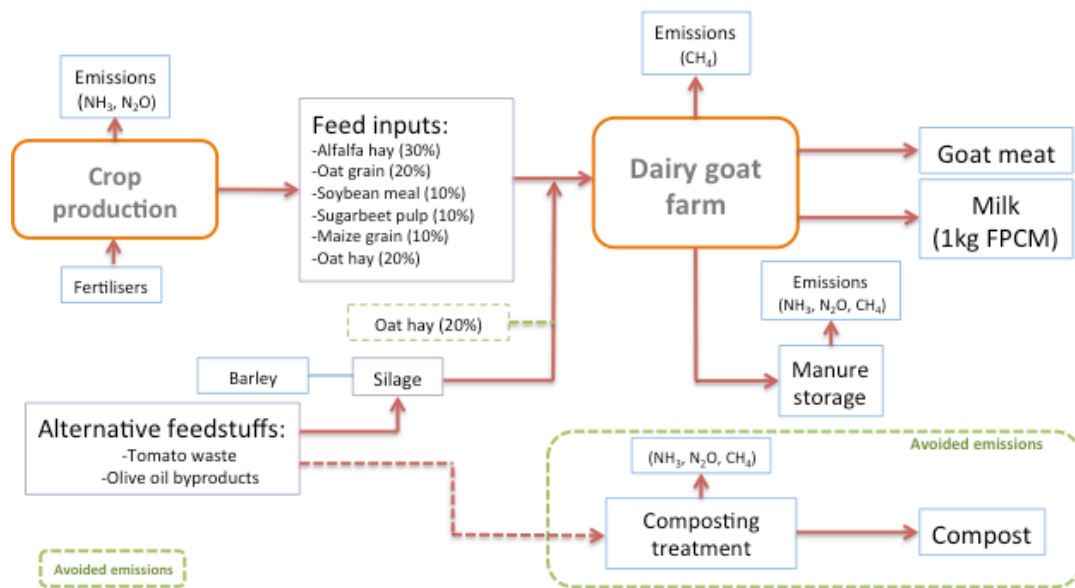 Emissions
(NH₃, N₂O)
Crop
production
Fertilisers
Feed inputs:
-Alfalfa hay (30%)
-Oat grain (20%)
-Soybean meal (10%)
-Sugarbeet pulp (10%)
-Maize grain (10%)
-Oat hay (20%)
Emissions
(CH₄)
Dairy goat
farm
Goat meat
Milk
(1kg FPCM)
Emissions
(NH₃, N₂O, CH₄)
Manure
storage
Oat hay (20%)
Barley
Silage
Alternative feedstuffs:
-Tomato waste
-Olive oil byproducts
Avoided emissions
(NH₃, N₂O, CH₄)
Composting
treatment
Compost
Avoided emissions